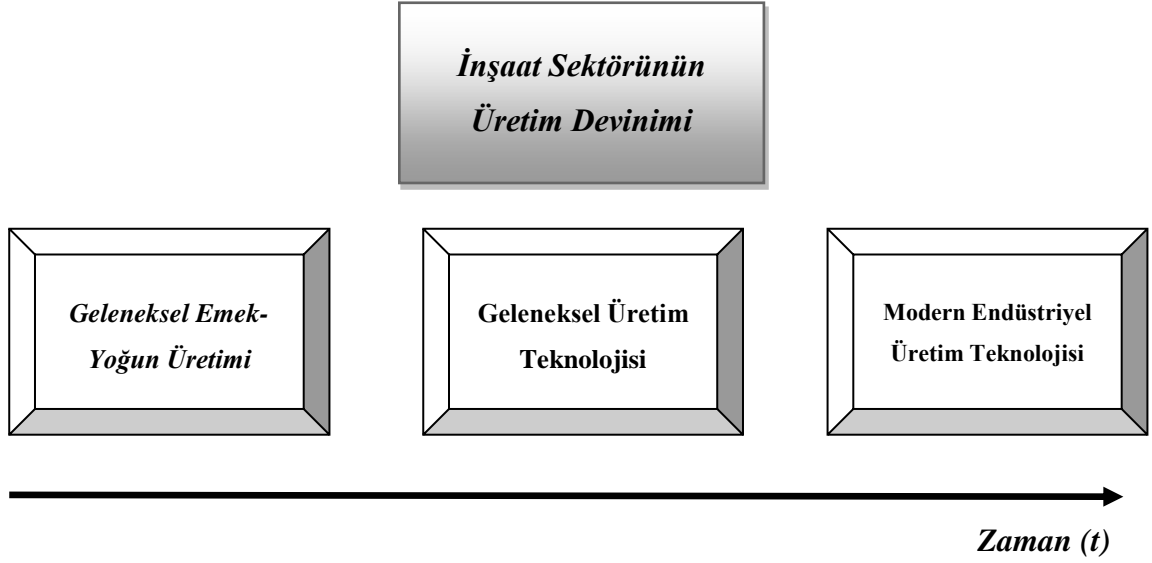 İnşaat Sektörünün
Üretim Devinimi
Geleneksel Emek-
Yoğun Üretimi
Geleneksel Üretim
Teknolojisi
Modern Endüstriyel
Üretim Teknolojisi
Zaman (t)